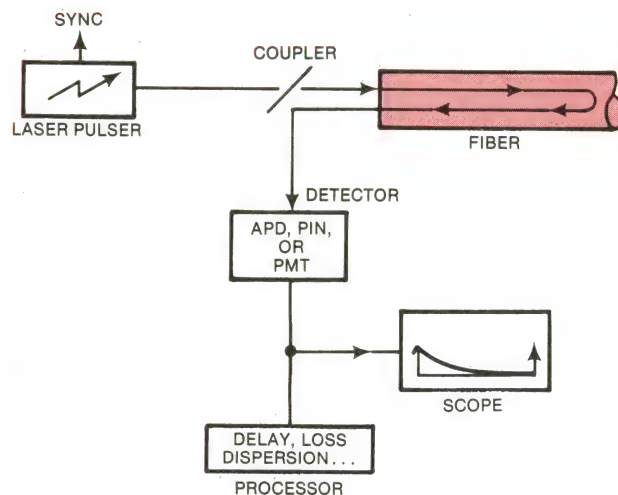 SYNC
COUPLER
LASER PULSER
FIBER
DETECTOR
APD, PIN,
OR
PMT
SCOPE
DELAY, LOSS
DISPERSION...
PROCESSOR